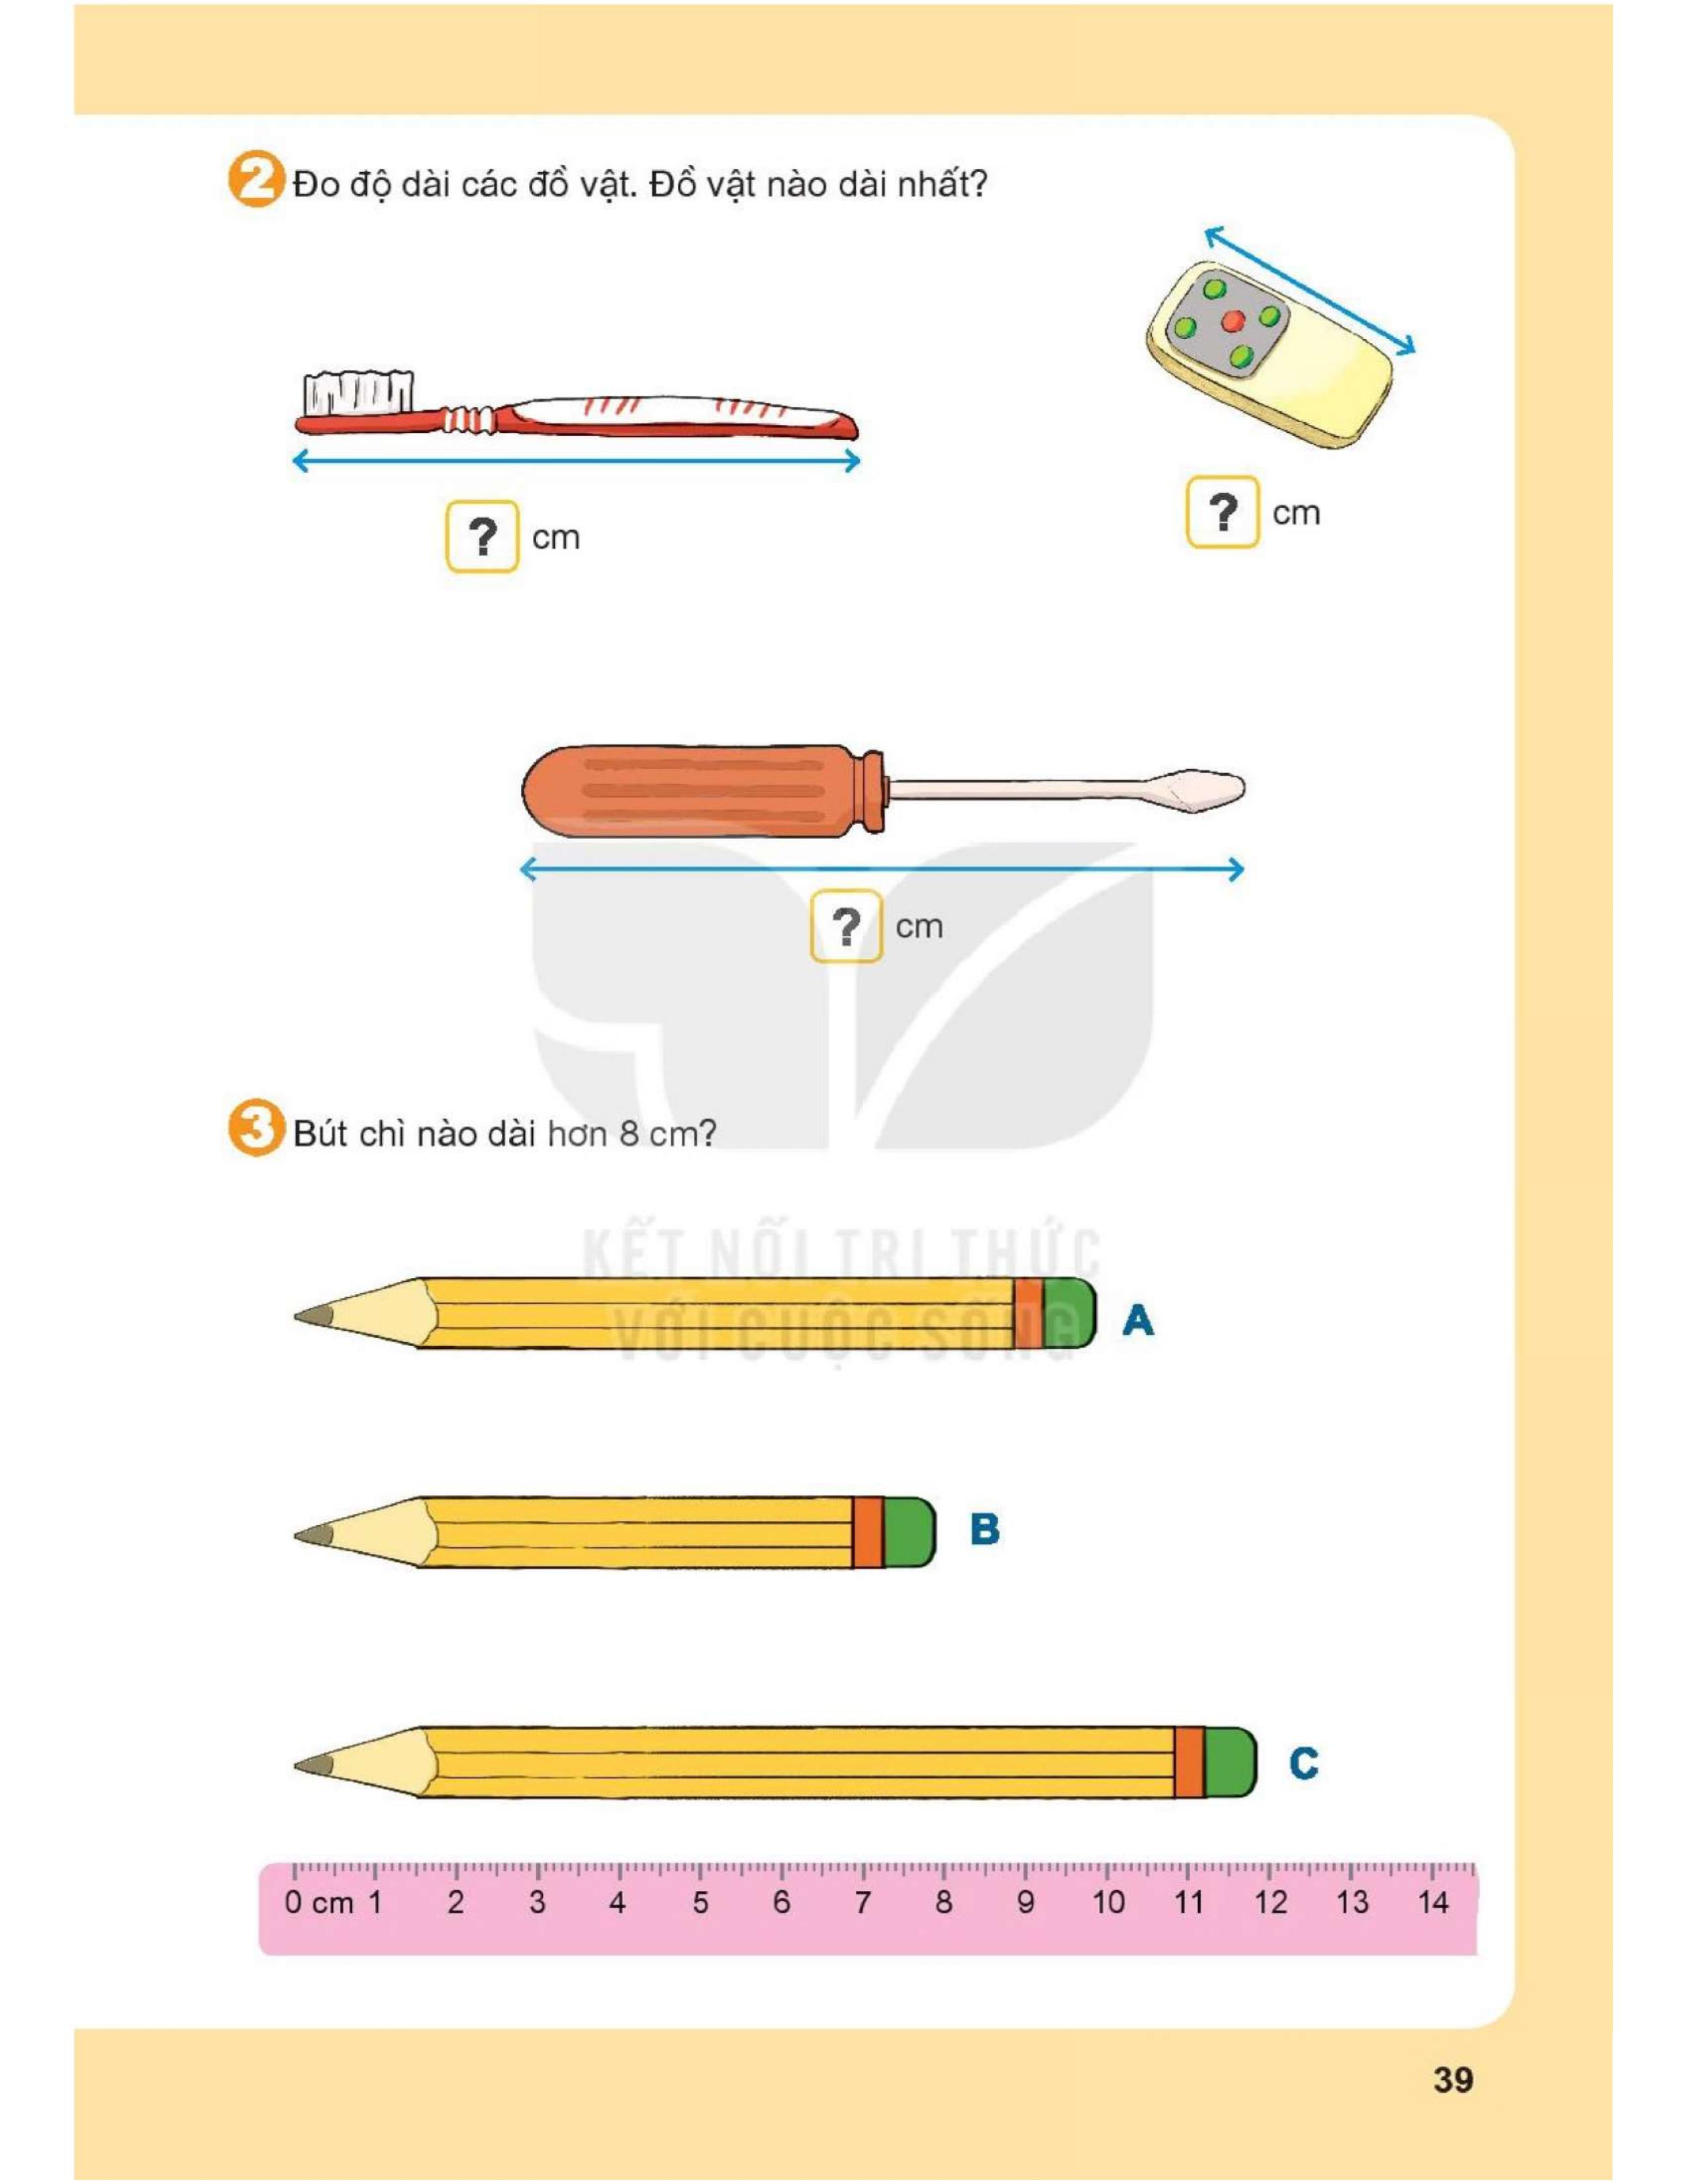 2 Đo độ dài các đồ vật. Đồ vật nào dài nhất?
? cm
? cm
? cm
3 Bút chì nào dài hơn 8 cm?
KẾT NỐI TRI THỨC
VỚI CUỘC SỐNG
A
B
C
0 cm 1 2 3 4 5 6 7 8 9 10 11 12 13 14
39